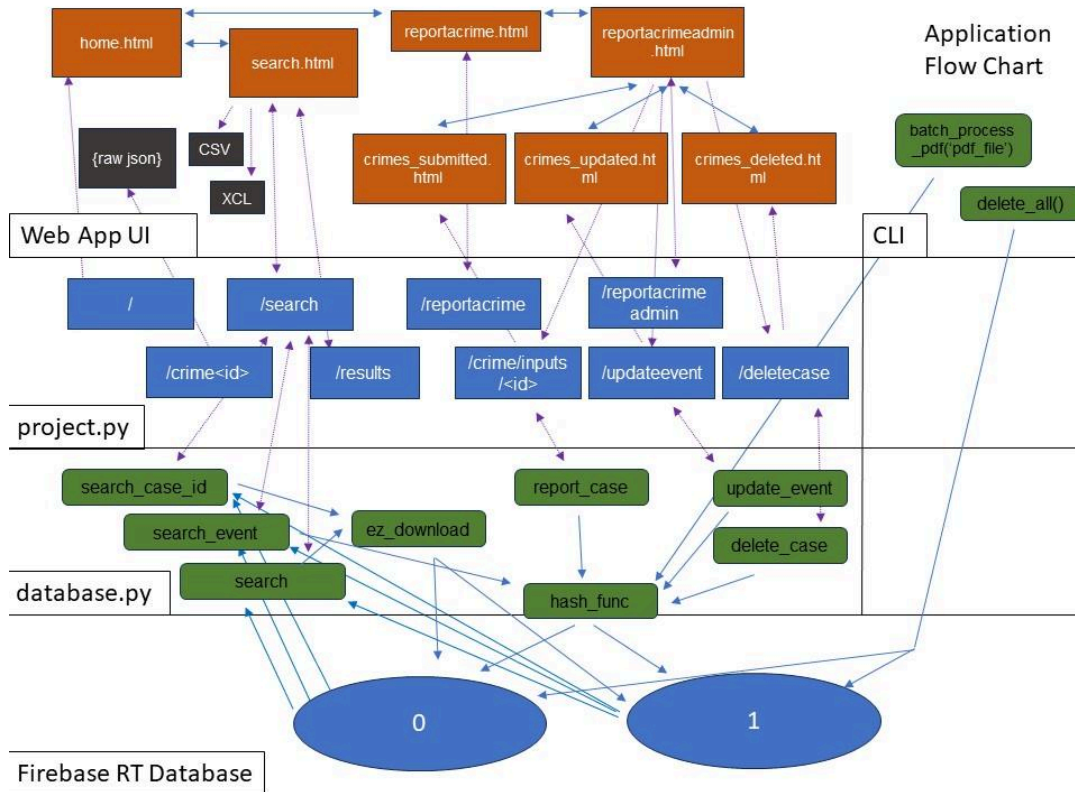 home.html
search.html
reportacrime.html
reportacrimeadmin
.html
Application
Flow Chart
{raw json}
CSV
XCL
crimes_submitted.
html
crimes_updated.ht
ml
crimes_deleted.ht
ml
batch_process
_pdf('pdf_file')
delete_all()
Web App UI
CLI
/
/search
/reportacrime
/reportacrime
admin
/crime<id>
/results
/crime/inputs
/<id>
/updateevent
/deletecase
project.py
search_case_id
search_event
search
ez_download
report_case
update_event
delete_case
hash_func
database.py
0
1
Firebase RT Database